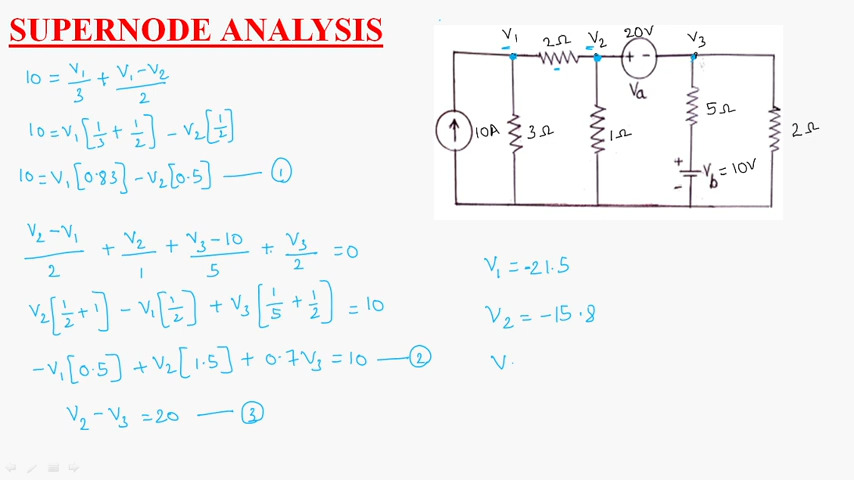 SUPERNODE ANALYSIS
10 = V₁/3 + (V₁-V₂)/2
10 = V₁[1/3 + 1/2] - V₂[1/2]
10 = V₁[0.83] - V₂[0.5] — ①
(V₂-V₁)/2 + V₂/1 + (V₃-10)/5 + V₃/2 = 0
V₂[1/2 + 1] - V₁[1/2] + V₃[1/5 + 1/2] = 10
-V₁[0.5] + V₂[1.5] + 0.7V₃ = 10 — ②
V₂ - V₃ = 20 — ③
V₁ 2Ω V₂ 20V V₃
+ -
Va
10A 3Ω 1Ω 5Ω 2Ω
+
Vb = 10V
-
V₁ = -21.5
V₂ = -15.8
V